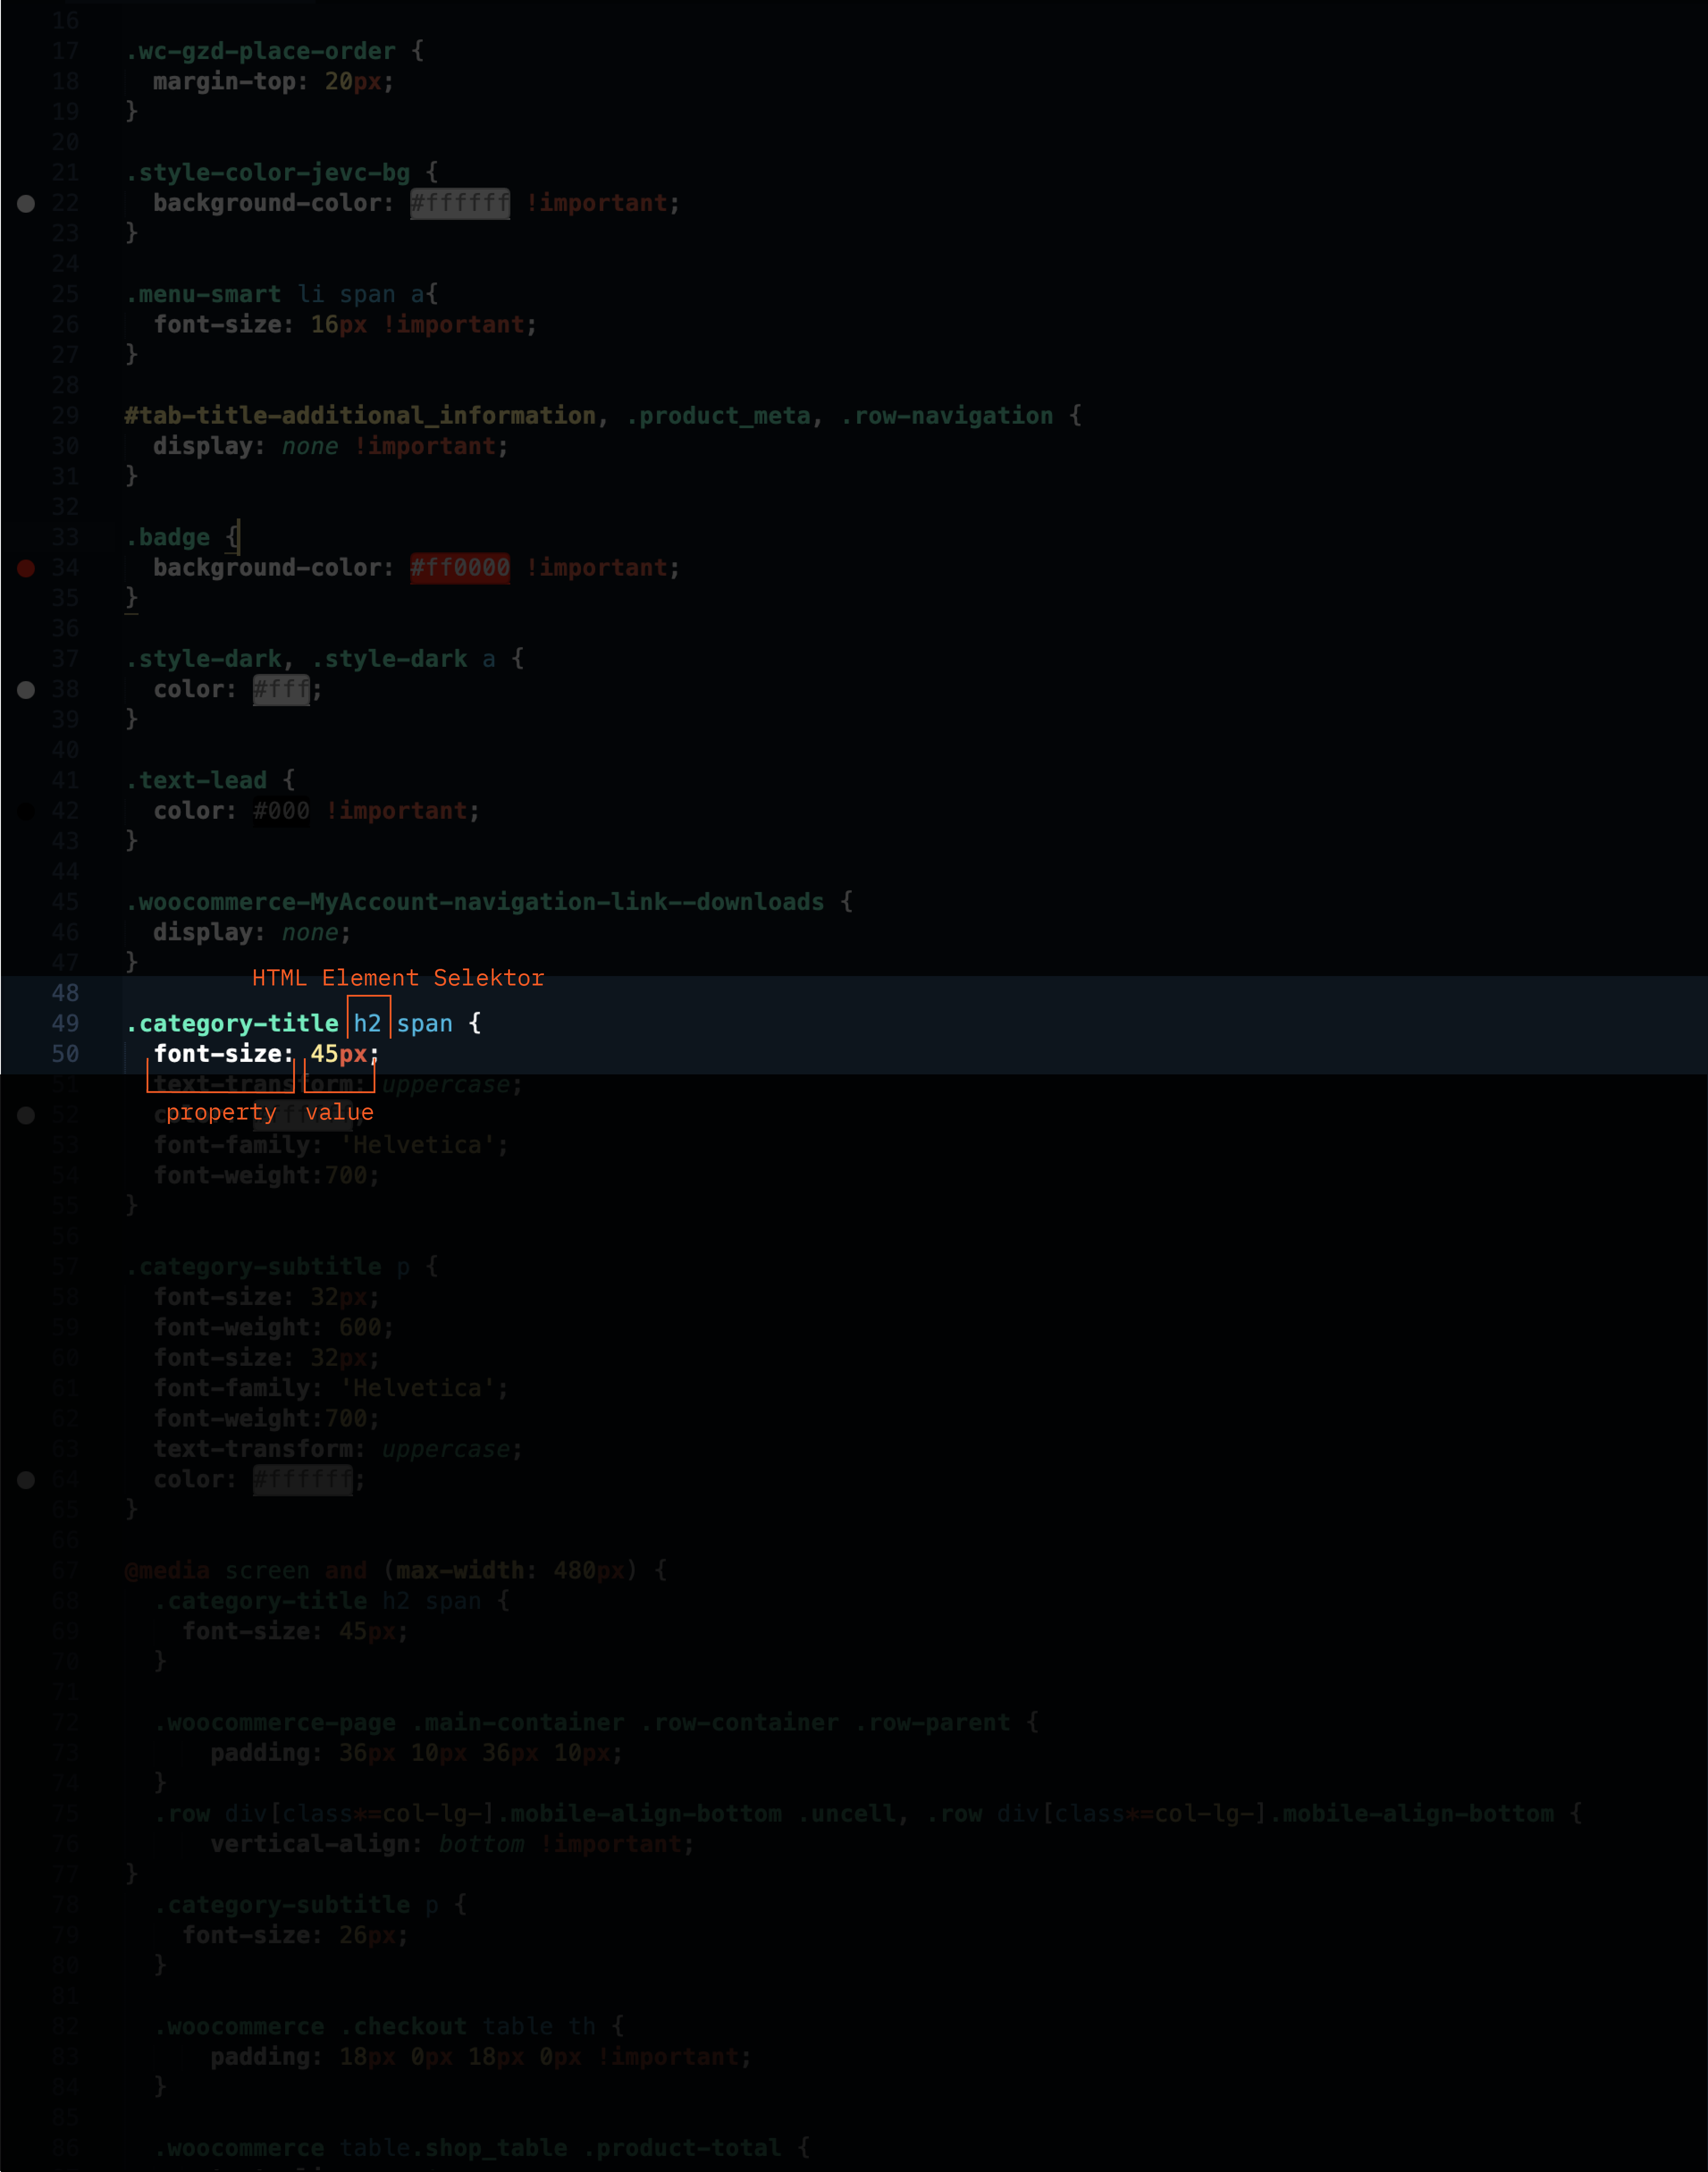 16
17 .wc-gzd-place-order {
18 margin-top: 20px;
19 }
20
21 .style-color-jevc-bg {
22 background-color: #ffffff !important;
23 }
24
25 .menu-smart li span a{
26 font-size: 16px !important;
27 }
28
29 #tab-title-additional_information, .product_meta, .row-navigation {
30 display: none !important;
31 }
32
33 .badge {
34 background-color: #ff0000 !important;
35 }
36
37 .style-dark, .style-dark a {
38 color: #fff;
39 }
40
41 .text-lead {
42 color: #000 !important;
43 }
44
45 .woocommerce-MyAccount-navigation-link--downloads {
46 display: none;
47 }
HTML Element Selektor
48
49 .category-title h2 span {
50 font-size: 45px;
51 text-transform: uppercase;
property value
52
53 font-family: 'Helvetica';
54 font-weight:700;
55 }
56
57 .category-subtitle p {
58 font-size: 32px;
59 font-weight: 600;
60 font-size: 32px;
61 font-family: 'Helvetica';
62 font-weight:700;
63 text-transform: uppercase;
64 color: #ffffff;
65 }
66
67 @media screen and (max-width: 480px) {
68 .category-title h2 span {
69 font-size: 45px;
70 }
71
72 .woocommerce-page .main-container .row-container .row-parent {
73 padding: 36px 10px 36px 10px;
74 }
75 .row div[class*=col-lg-].mobile-align-bottom .uncell, .row div[class*=col-lg-].mobile-align-bottom {
76 vertical-align: bottom !important;
77 }
78 .category-subtitle p {
79 font-size: 26px;
80 }
81
82 .woocommerce .checkout table th {
83 padding: 18px 0px 18px 0px !important;
84 }
85
86 .woocommerce table.shop_table .product-total {